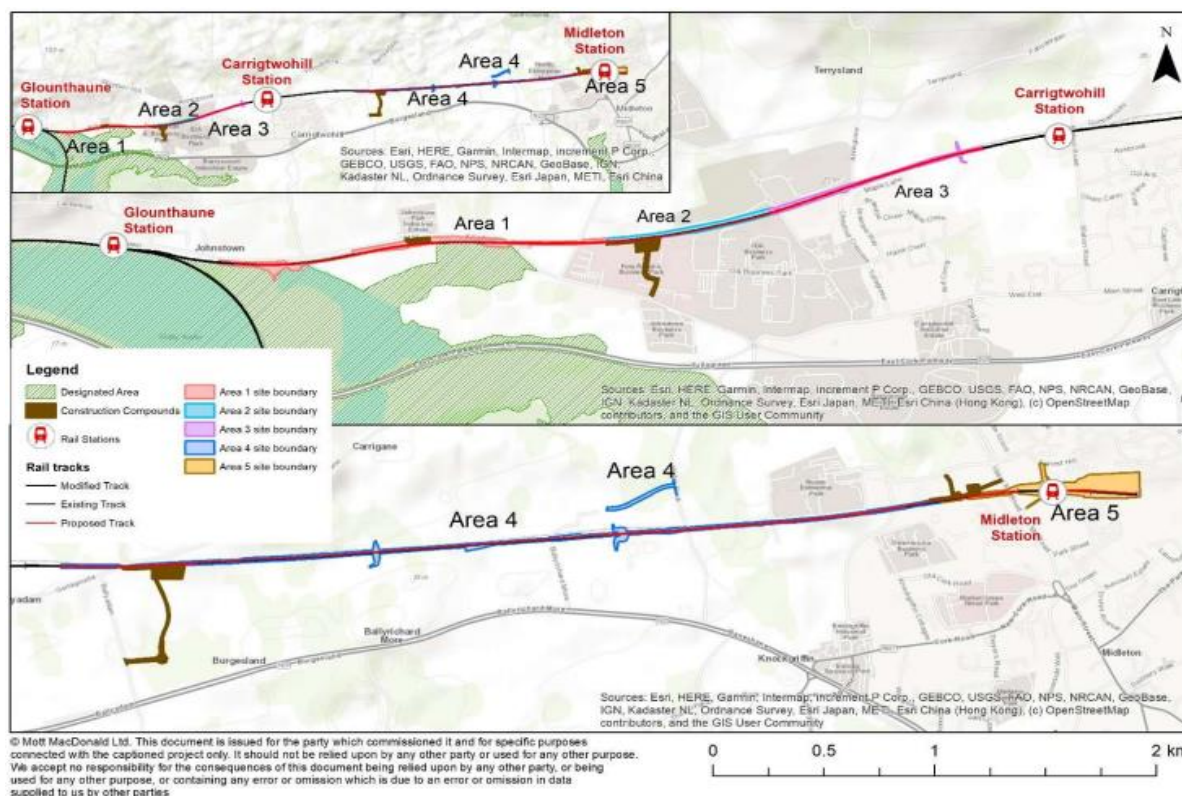 Midleton
Station
Area 4
Carrigtwohill
Station
Glounthaune
Station
Area 2
Area 4
Area 5
Midleton
Area 3
Carrigtwohill
Area 1
Sources: Esri, HERE, Garmin, Intermap, increment P Corp.,
GEBCO, USGS, FAO, NPS, NRCAN, GeoBase, IGN,
Kadaster NL, Ordnance Survey, Esri Japan, METI, Esri China
N
Terrysland
Carrigtwohill
Station
Area 3
Glounthaune
Station
Johnstown
Area 1
Area 2
Main Street
Sources: Esri, HERE, Garmin, Intermap, increment P Corp., GEBCO, USGS, FAO, NPS, NRCAN, GeoBase,
IGN, Kadaster NL, Ordnance Survey, Esri Japan, METI, Esri China (Hong Kong), (c) OpenStreetMap
contributors, and the GIS User Community
Legend
Designated Area
Construction Compounds
Rail Stations
Rail tracks
Modified Track
Existing Track
Proposed Track
Area 1 site boundary
Area 2 site boundary
Area 3 site boundary
Area 4 site boundary
Area 5 site boundary
Carrigane
Area 4
Area 4
Midleton
Station
Area 5
yadam
Ballyrichard
More
Burgesland
Knockgriffin
Midleton
Sources: Esri, HERE, Garmin, Intermap, increment P Corp., GEBCO, USGS, FAO, NPS, NRCAN, GeoBase,
IGN, Kadaster NL, Ordnance Survey, Esri Japan, METI, Esri China (Hong Kong), (c) OpenStreetMap
contributors, and the GIS User Community
© Mott MacDonald Ltd. This document is issued for the party which commissioned it and for specific purposes
connected with the captioned project only. It should not be relied upon by any other party or used for any other purpose.
We accept no responsibility for the consequences of this document being relied upon by any other party, or being
used for any other purpose, or containing any error or omission which is due to an error or omission in data
supplied to us by other parties
0 0.5 1 2 km